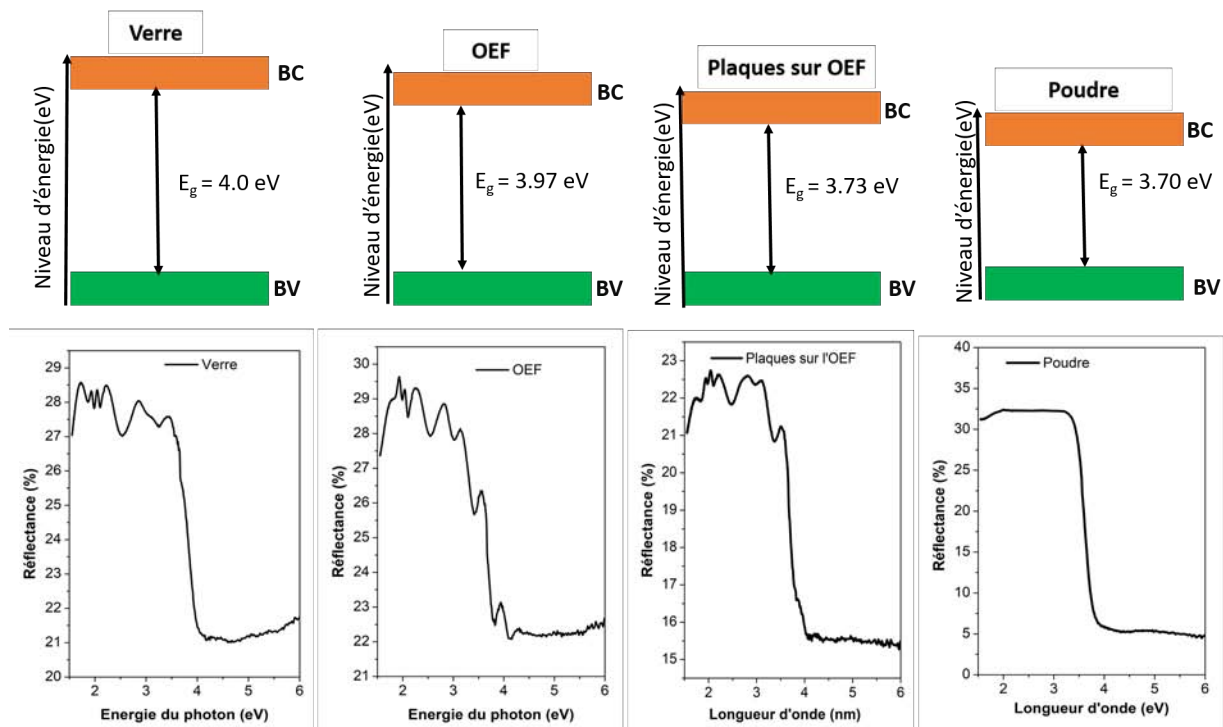 Verre
Niveau d'énergie(eV)
BC
E_g = 4.0 eV
BV
OEF
Niveau d'énergie(eV)
BC
E_g = 3.97 eV
BV
Plaques sur OEF
Niveau d'énergie(eV)
BC
E_g = 3.73 eV
BV
Poudre
Niveau d'énergie(eV)
BC
E_g = 3.70 eV
BV
Verre
Réflectance (%)
29
28
27
26
25
24
23
22
21
20
2 3 4 5 6
Energie du photon (eV)
OEF
Réflectance (%)
30
29
28
27
26
25
24
23
22
21
2 3 4 5 6
Energie du photon (eV)
Plaques sur l'OEF
Réflectance (%)
23
22
21
20
19
18
17
16
15
2 3 4 5 6
Longueur d'onde (nm)
Poudre
Réflectance (%)
40
35
30
25
20
15
10
5
0
2 3 4 5 6
Longueur d'onde (eV)